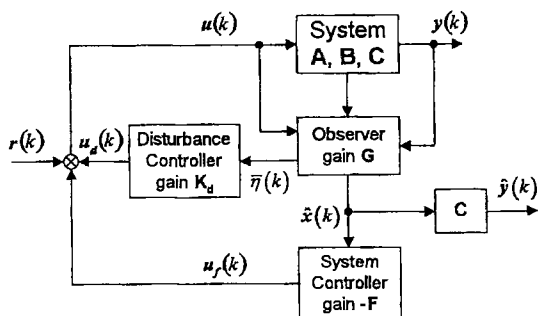 u(k)
System
A, B, C
y(k)
r(k)
u_d(k)
Disturbance
Controller
gain K_d
η̅(k)
Observer
gain G
x̂(k)
C
ŷ(k)
u_f(k)
System
Controller
gain -F